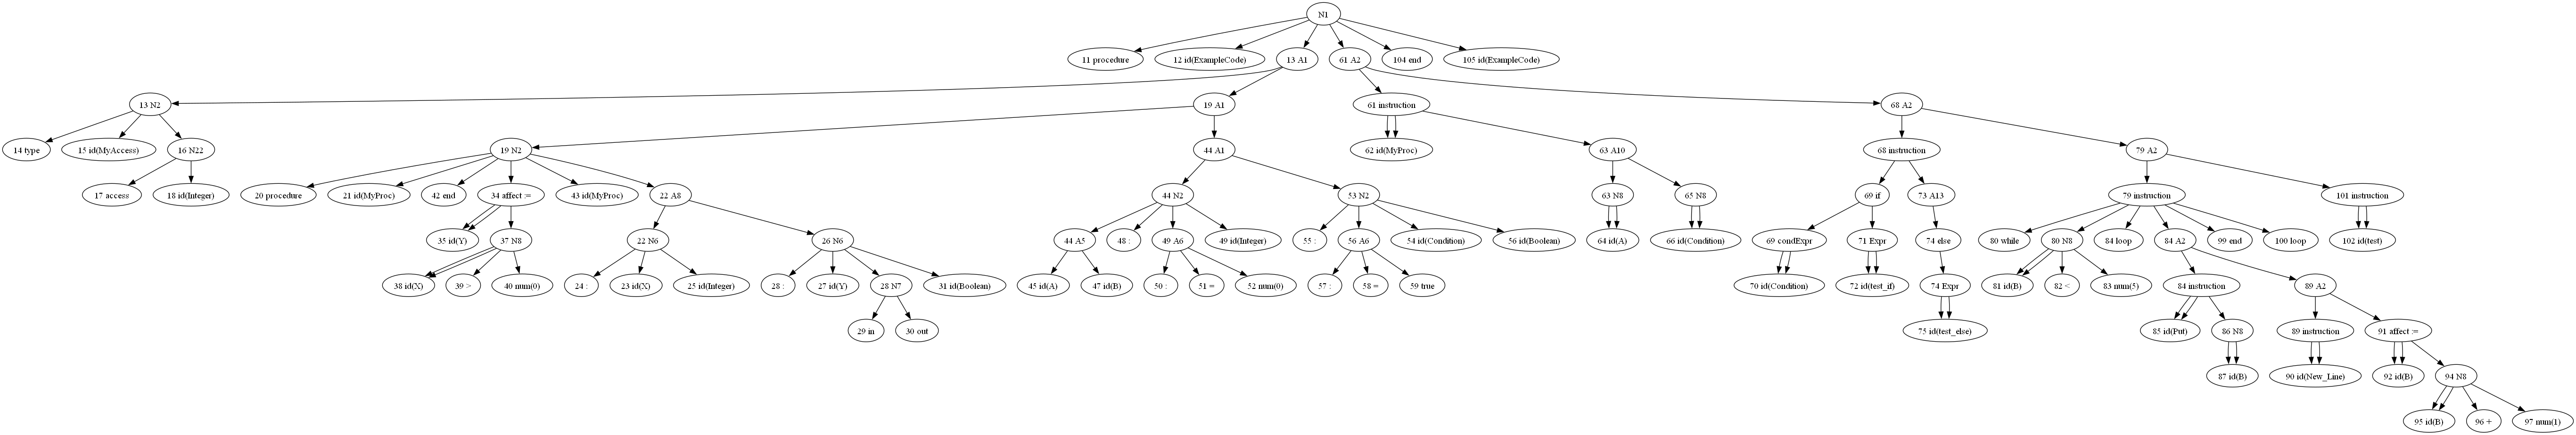 N1
11 procedure
12 id(ExampleCode)
13 A1
61 A2
104 end
105 id(ExampleCode)
13 N2
19 A1
61 instruction
68 A2
14 type
15 id(MyAccess)
16 N22
19 N2
44 A1
62 id(MyProc)
63 A10
68 instruction
79 A2
17 access
18 id(Integer)
20 procedure
21 id(MyProc)
42 end
34 affect :=
43 id(MyProc)
22 A8
44 N2
53 N2
63 N8
65 N8
69 if
73 A13
79 instruction
101 instruction
35 id(Y)
37 N8
22 N6
26 N6
44 A5
48 :
49 A6
49 id(Integer)
55 :
56 A6
54 id(Condition)
56 id(Boolean)
64 id(A)
66 id(Condition)
69 condExpr
71 Expr
74 else
80 while
80 N8
84 loop
84 A2
99 end
100 loop
102 id(test)
38 id(X)
39 >
40 num(0)
24 :
23 id(X)
25 id(Integer)
28 :
27 id(Y)
28 N7
31 id(Boolean)
45 id(A)
47 id(B)
50 :
51 =
52 num(0)
57 :
58 =
59 true
70 id(Condition)
72 id(test_if)
74 Expr
81 id(B)
82 <
83 num(5)
84 instruction
89 A2
29 in
30 out
75 id(test_else)
85 id(Put)
86 N8
89 instruction
91 affect :=
87 id(B)
90 id(New_Line)
92 id(B)
94 N8
95 id(B)
96 +
97 num(1)